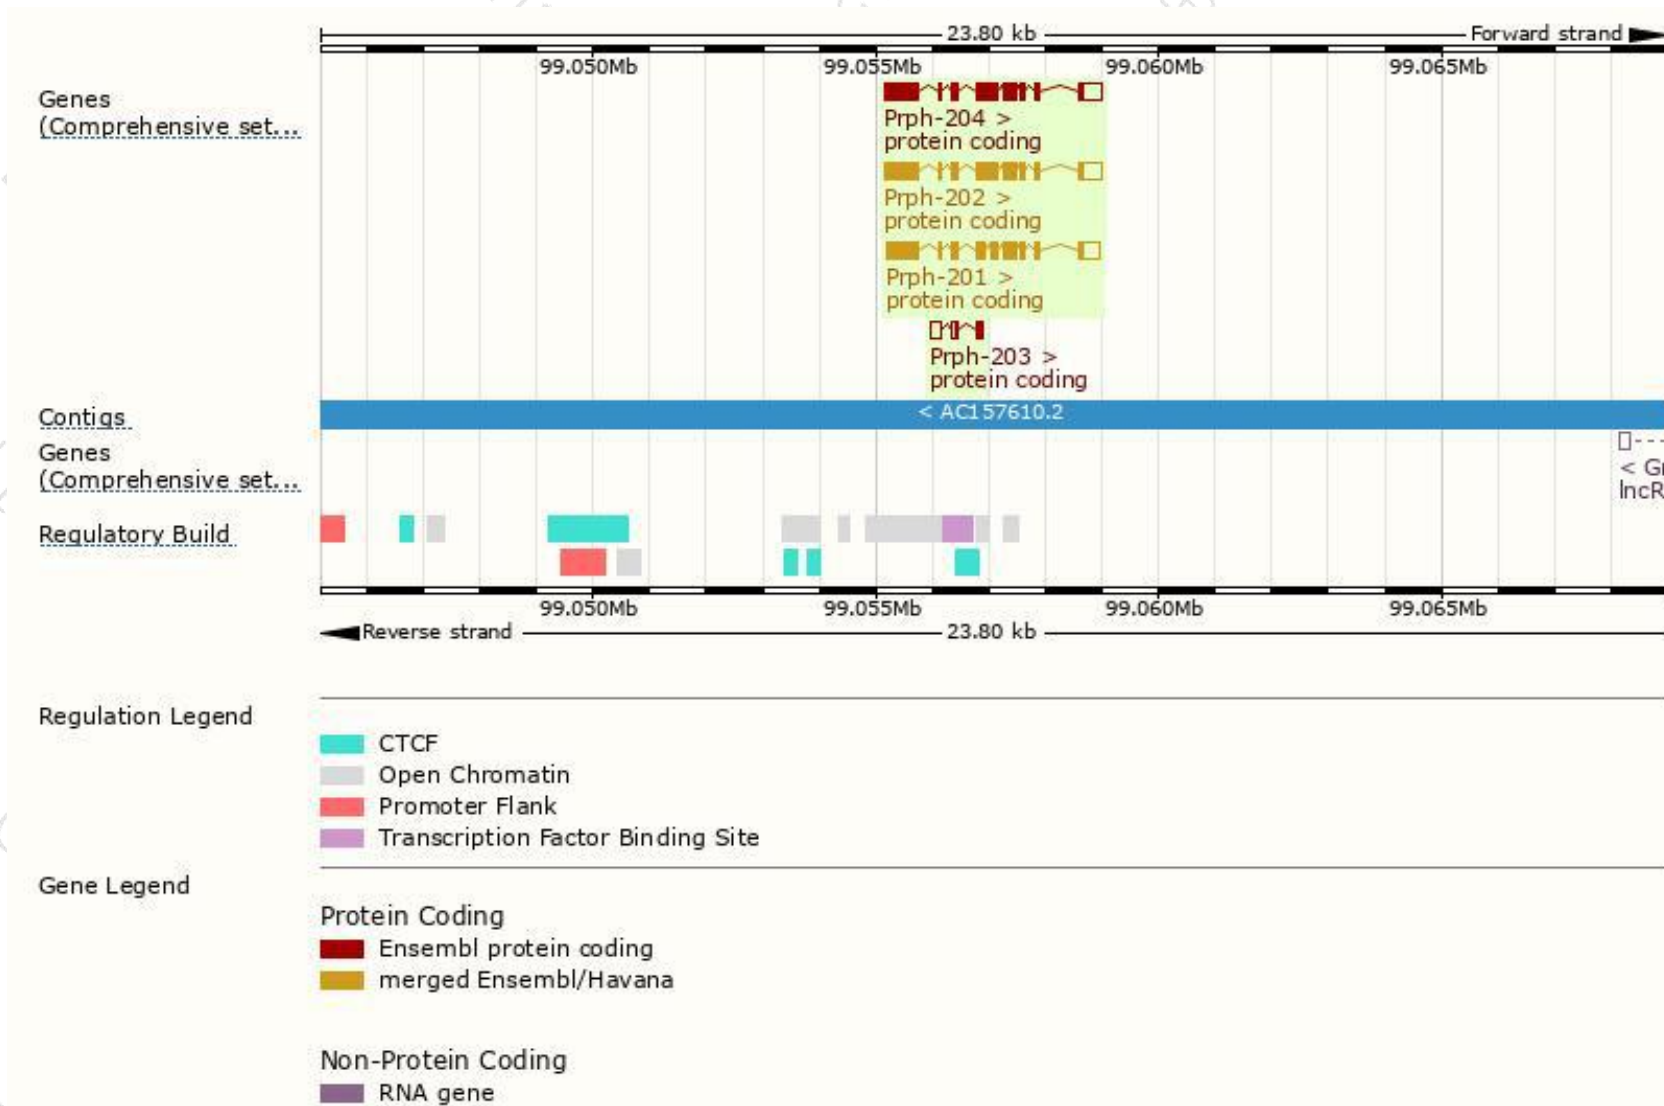 23.80 kb Forward strand
99.050Mb 99.055Mb 99.060Mb 99.065Mb
Genes
(Comprehensive set...
Prph-204 >
protein coding
Prph-202 >
protein coding
Prph-201 >
protein coding
Prph-203 >
protein coding
Contigs < AC157610.2
Genes
(Comprehensive set...
< G
lncR
Regulatory Build
99.050Mb 99.055Mb 99.060Mb 99.065Mb
Reverse strand 23.80 kb
Regulation Legend
CTCF
Open Chromatin
Promoter Flank
Transcription Factor Binding Site
Gene Legend
Protein Coding
Ensembl protein coding
merged Ensembl/Havana
Non-Protein Coding
RNA gene